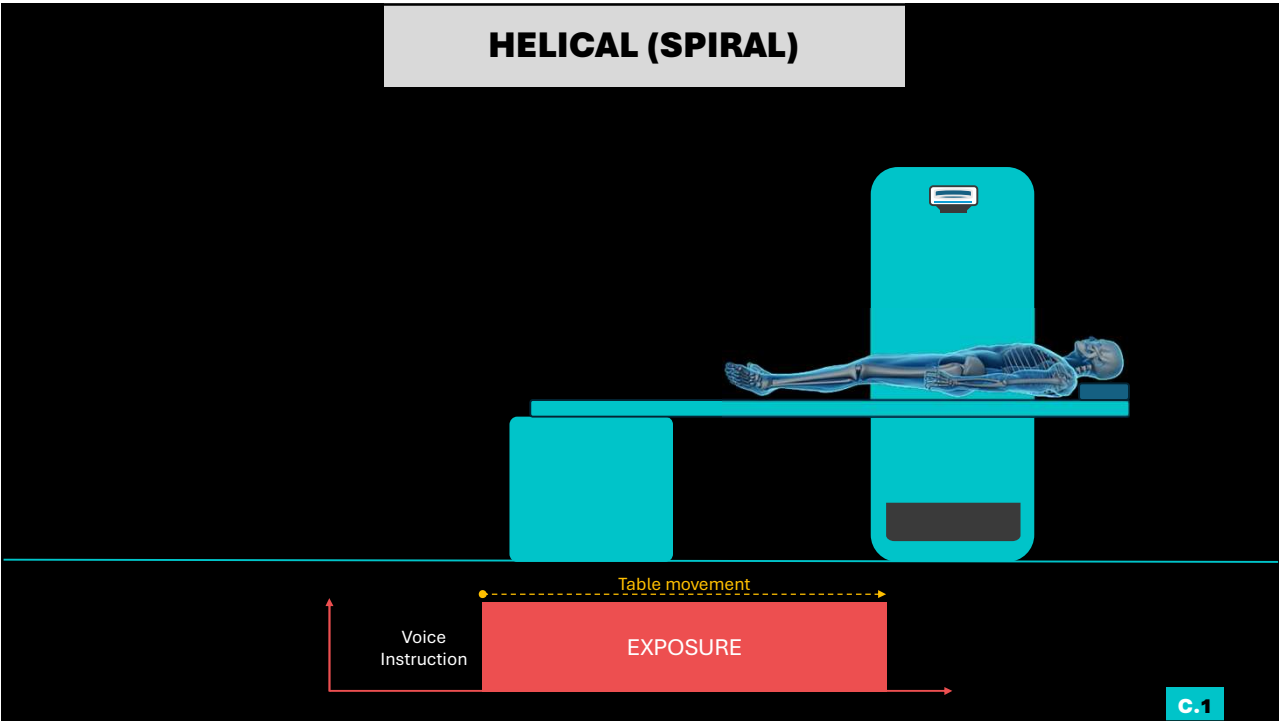 HELICAL (SPIRAL)
Table movement
Voice
Instruction
EXPOSURE
C.1